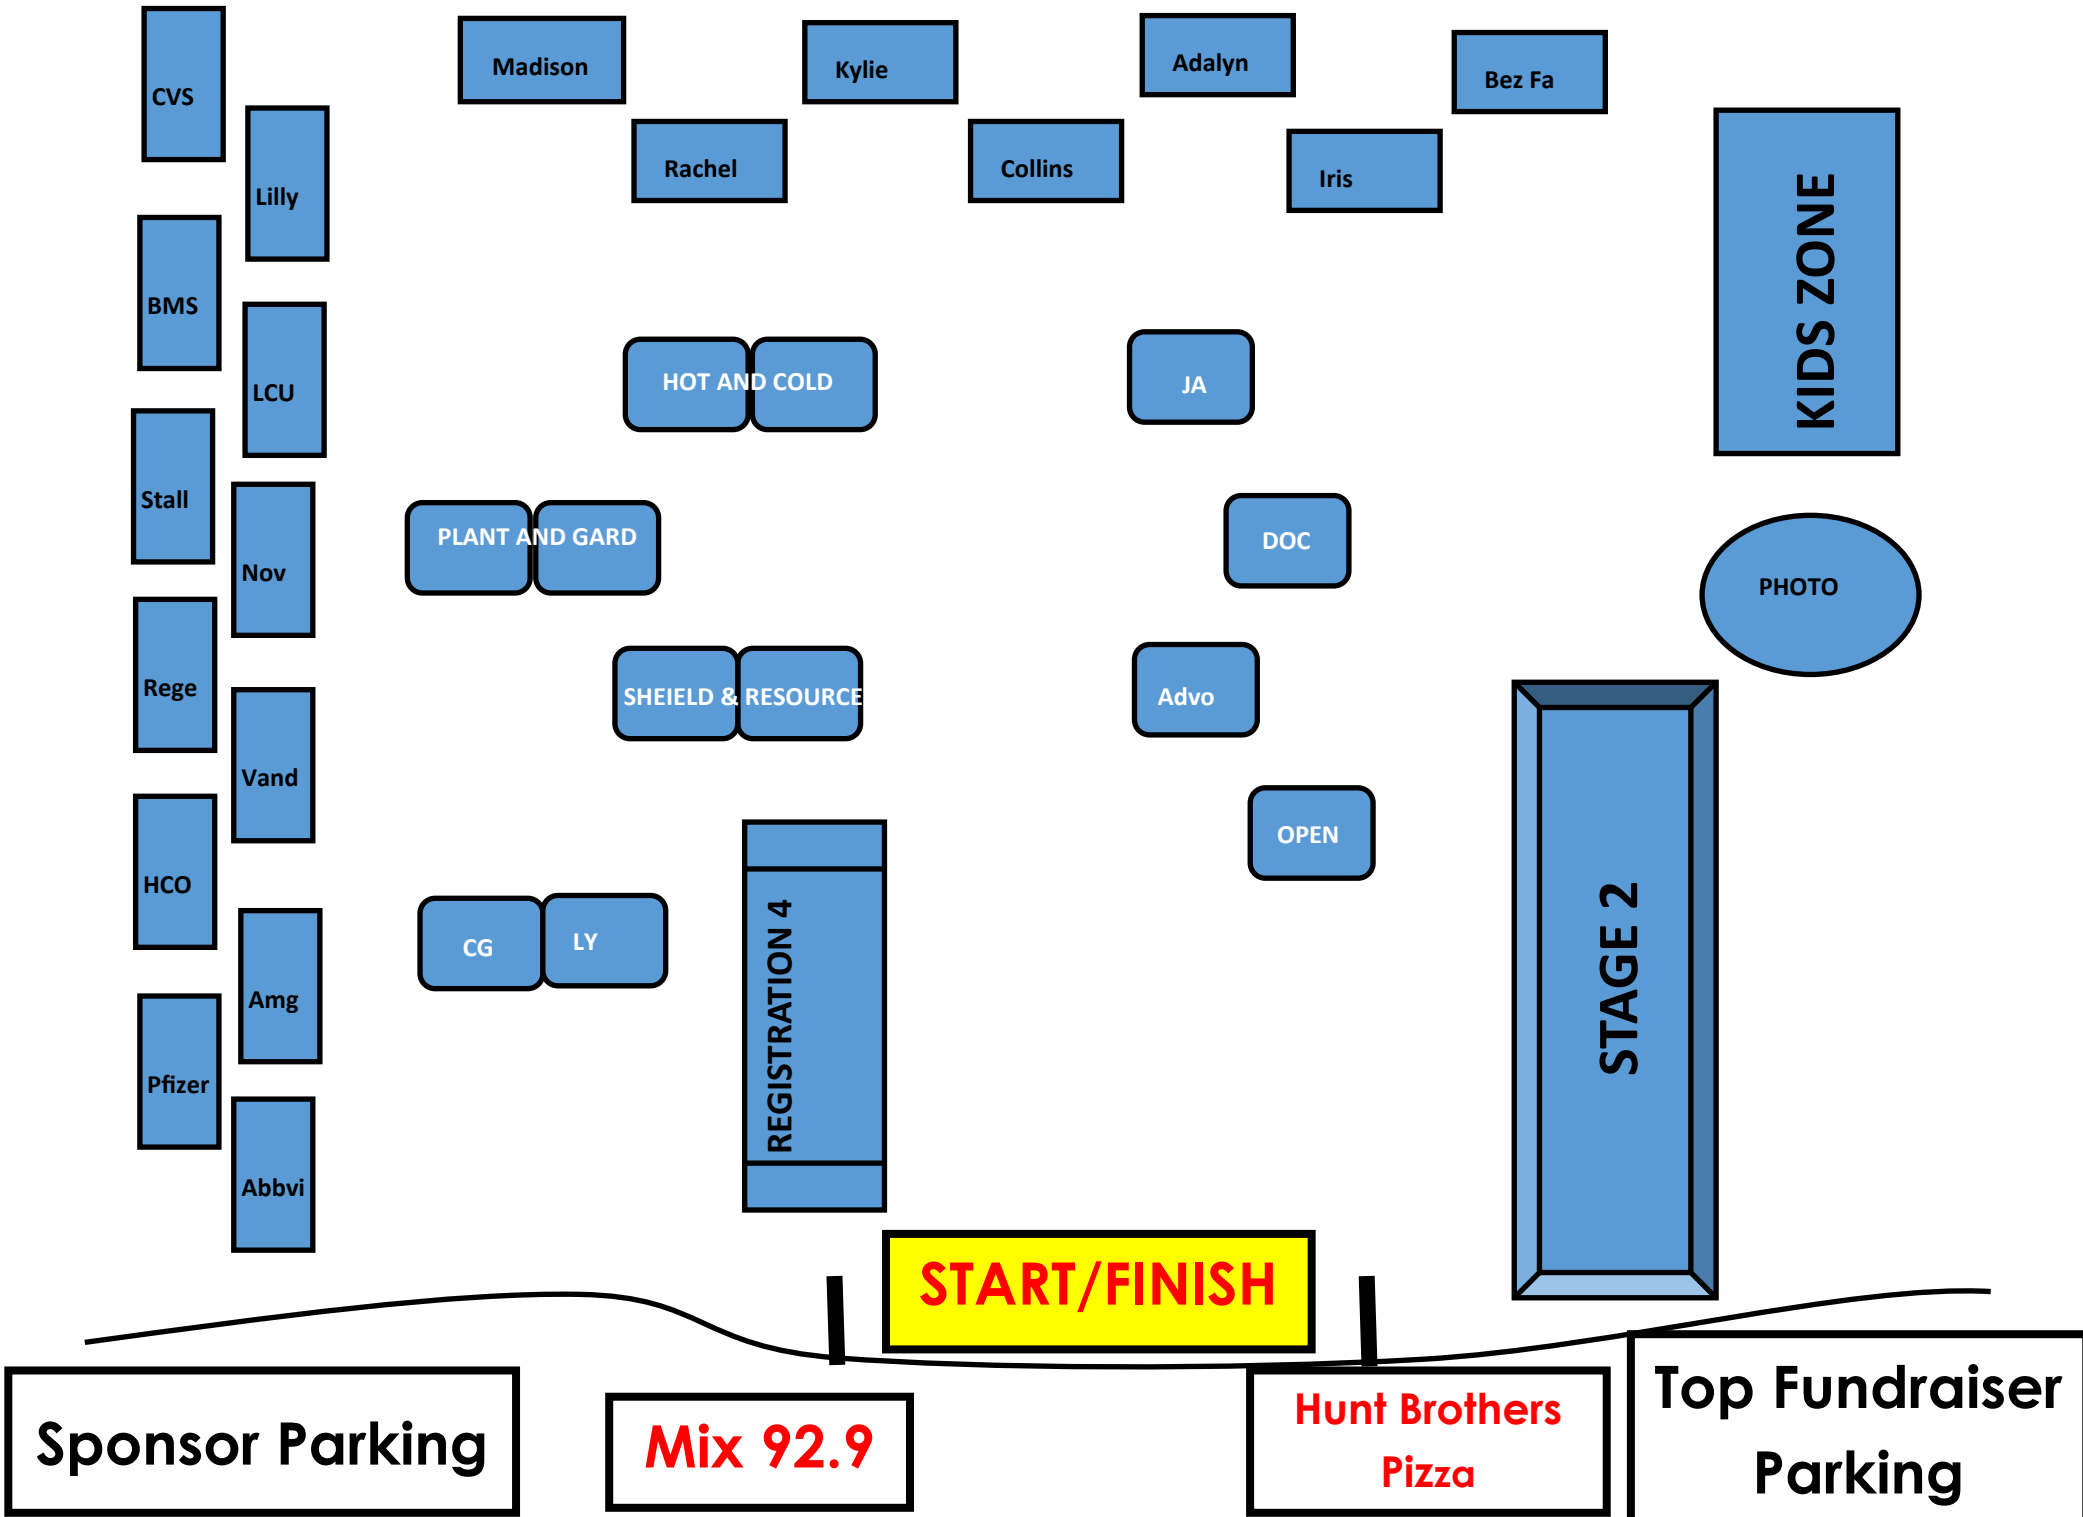 CVS
Madison
Kylie
Adalyn
Bez Fa
Lilly
Rachel
Collins
Iris
KIDS ZONE
BMS
LCU
HOT AND COLD
JA
Stall
Nov
PLANT AND GARD
DOC
PHOTO
Rege
Vand
SHEIELD & RESOURCE
Advo
OPEN
HCO
Amg
CG
LY
REGISTRATION 4
STAGE 2
Pfizer
Abbvi
START/FINISH
Sponsor Parking
Mix 92.9
Hunt Brothers
Pizza
Top Fundraiser
Parking